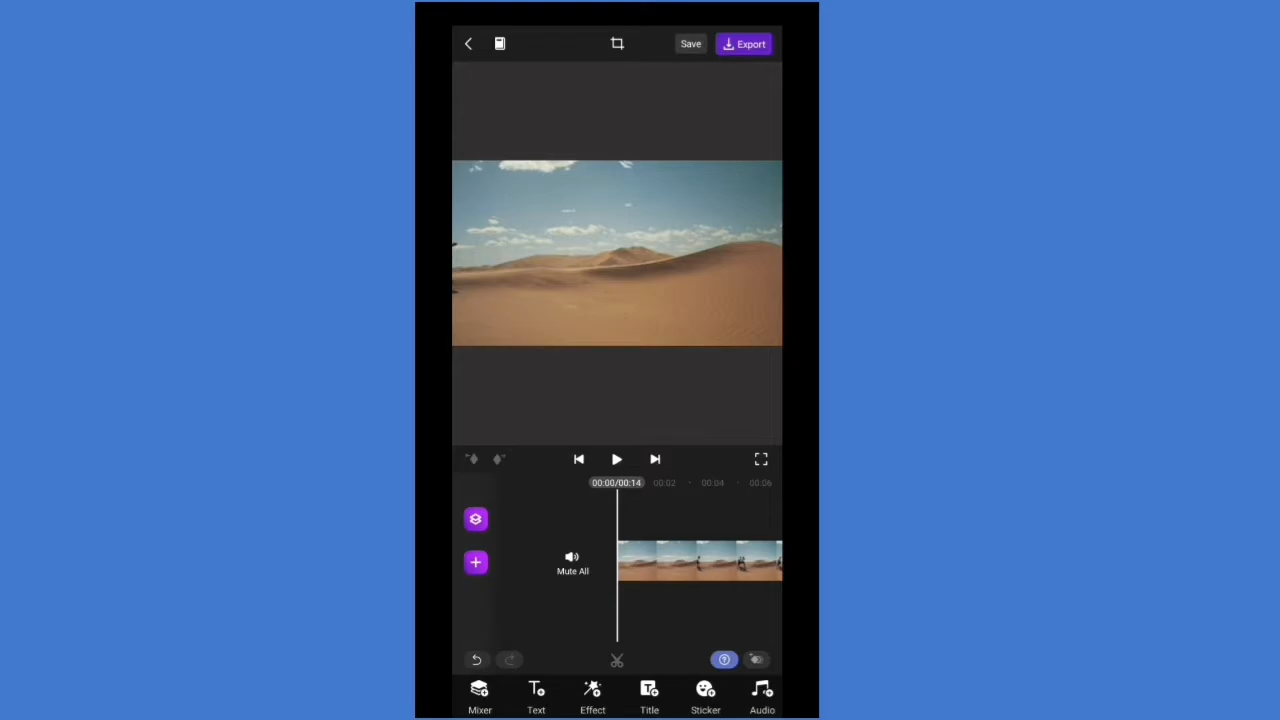 Save Export
00:00/00:14 00:02 00:04 00:06
Mute All
Mixer Text Effect Title Sticker Audio